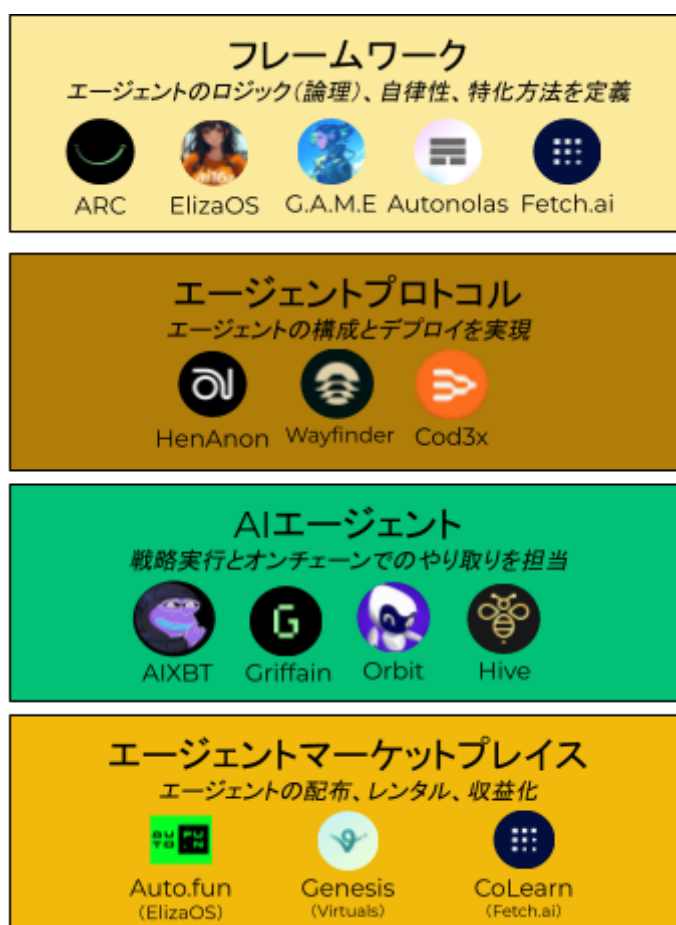 フレームワーク
エージェントのロジック(論理)、自律性、特化方法を定義
ARC ElizaOS G.A.M.E Autonolas Fetch.ai
エージェントプロトコル
エージェントの構成とデプロイを実現
HenAnon Wayfinder Cod3x
AIエージェント
戦略実行とオンチェーンでのやり取りを担当
G
AIXBT Griffain Orbit Hive
エージェントマーケットプレイス
エージェントの配布、レンタル、収益化
AUTO FUN
Auto.fun Genesis CoLearn
(ElizaOS) (Virtuals) (Fetch.ai)